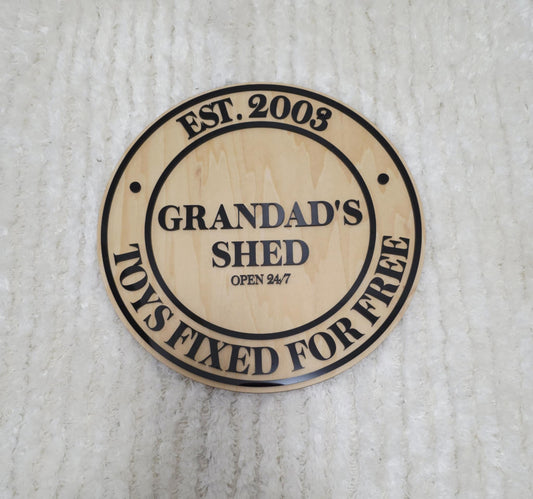 EST. 2003
GRANDAD'S
SHED
OPEN 24/7
TOYS FIXED FOR FREE